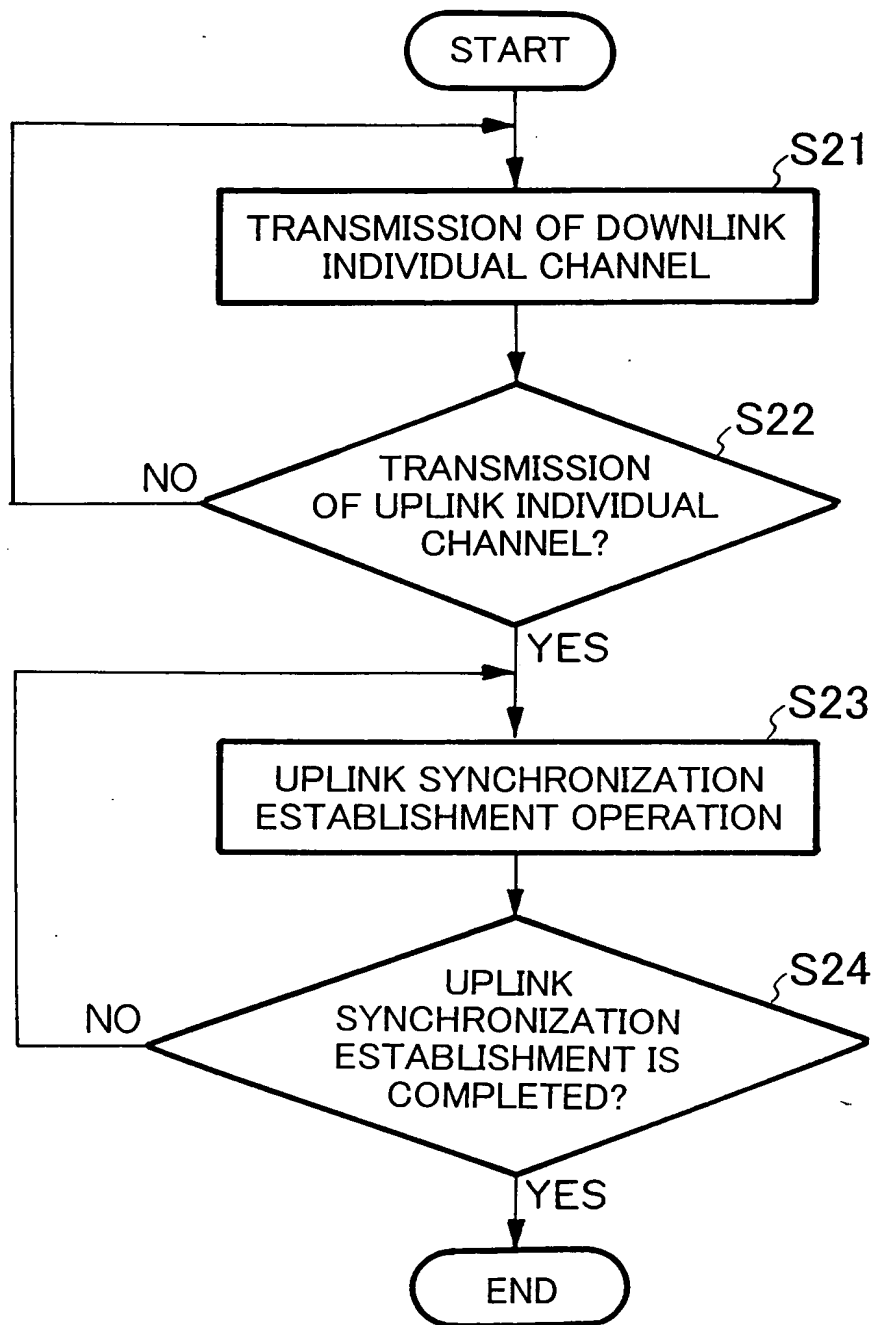 START
S21
TRANSMISSION OF DOWNLINK
INDIVIDUAL CHANNEL
S22
TRANSMISSION
OF UPLINK INDIVIDUAL
CHANNEL?
NO
YES
S23
UPLINK SYNCHRONIZATION
ESTABLISHMENT OPERATION
S24
UPLINK
SYNCHRONIZATION
ESTABLISHMENT IS
COMPLETED?
NO
YES
END